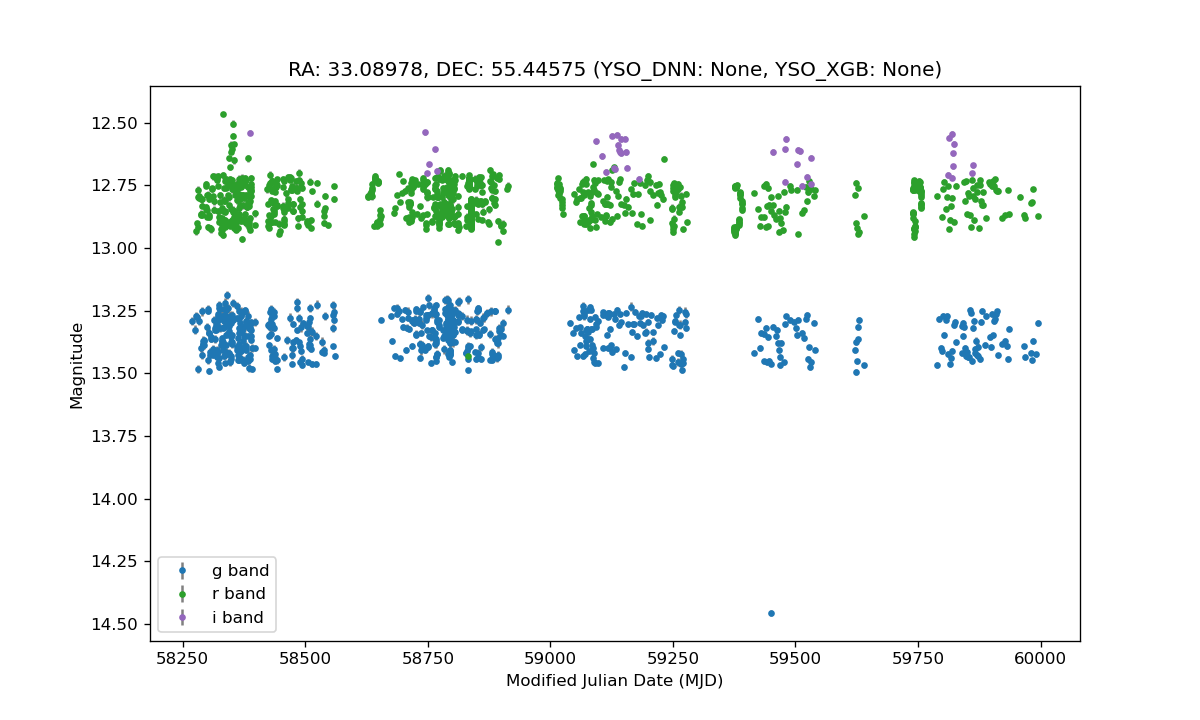 RA: 33.08978, DEC: 55.44575 (YSO_DNN: None, YSO_XGB: None)
12.50
12.75
13.00
13.25
13.50
13.75
14.00
14.25
14.50
Magnitude
g band
r band
i band
58250 58500 58750 59000 59250 59500 59750 60000
Modified Julian Date (MJD)